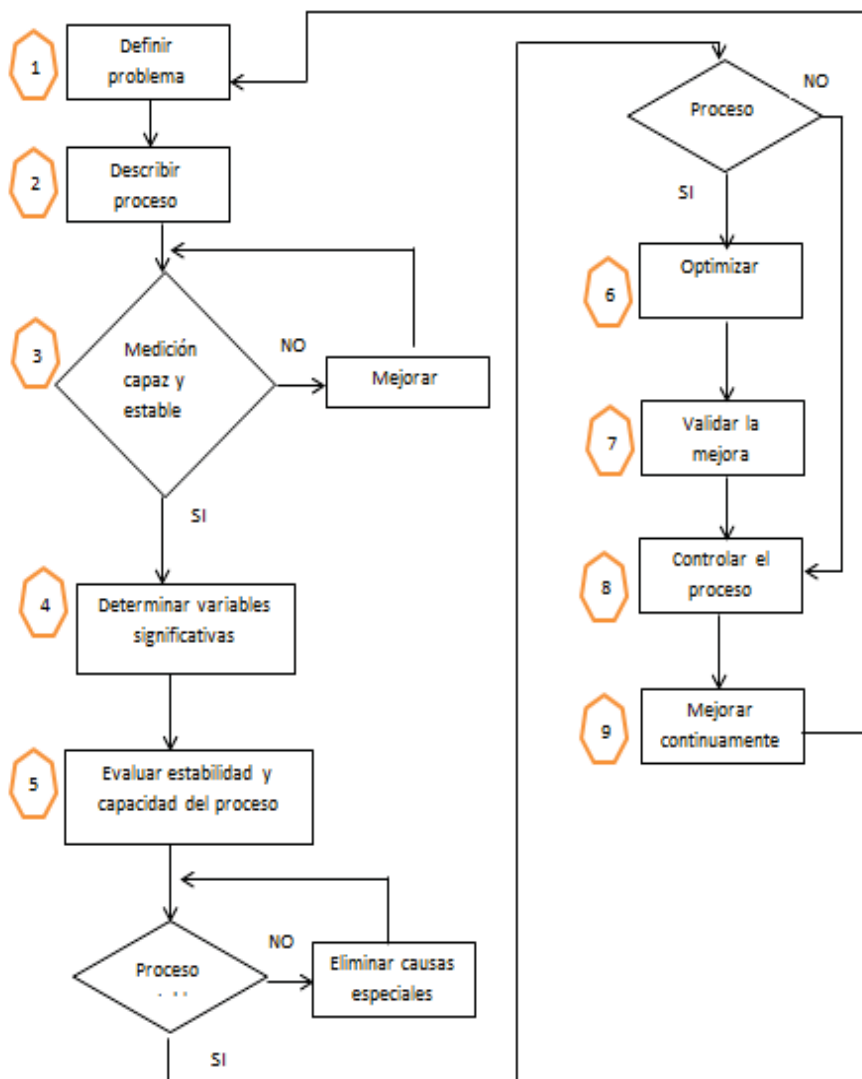 1
Definir
problema
2
Describir
proceso
3
Medición
capaz y
estable
NO
Mejorar
SI
4
Determinar variables
significativas
5
Evaluar estabilidad y
capacidad del proceso
Proceso
NO
Eliminar causas
especiales
SI
Proceso
NO
SI
6
Optimizar
7
Validar la
mejora
8
Controlar el
proceso
9
Mejorar
continuamente